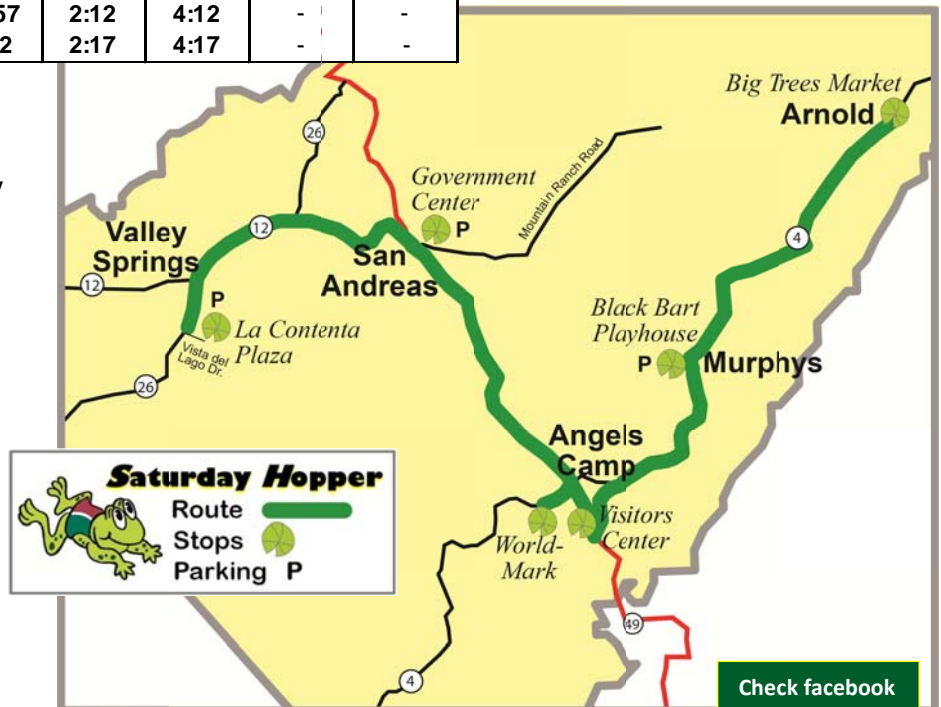 57 2:12 4:12 - -
2 2:17 4:17 - -
Big Trees Market
Arnold
26
Government
Center
P
Mountain Ranch Road
Valley
Springs
12
12
San
Andreas
4
P
La Contenta
Plaza
Vista del
Lago Dr.
26
Black Bart
Playhouse
P
Murphys
Angels
Camp
Saturday Hopper
Route
Stops
Parking P
World-
Mark
Visitors
Center
49
4
Check facebook